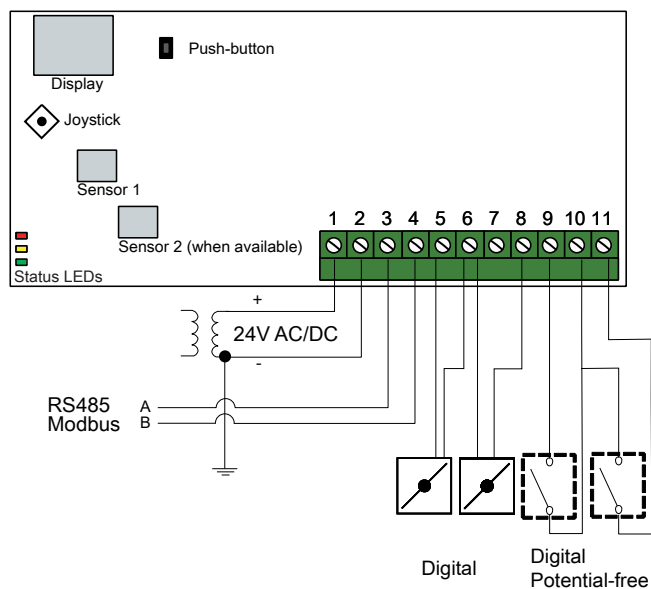 Push-button
Display
Joystick
Sensor 1
Sensor 2 (when available)
Status LEDs
1 2 3 4 5 6 7 8 9 10 11
+
24V AC/DC
-
RS485 A
Modbus B
Digital
Digital
Potential-free